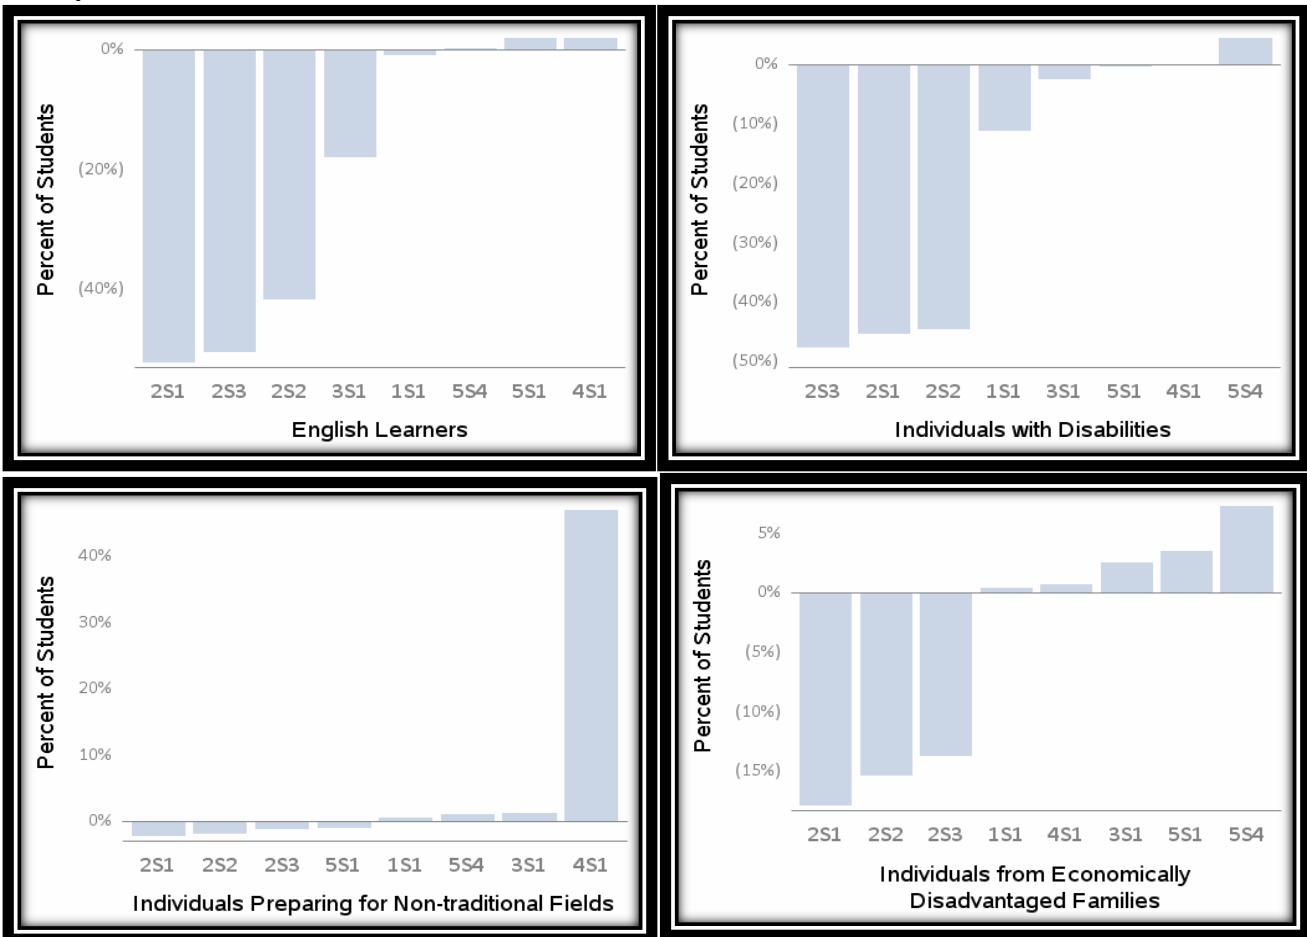 Percent of Students
0%
(20%)
(40%)
2S1 2S3 2S2 3S1 1S1 5S4 5S1 4S1
English Learners
Percent of Students
0%
(10%)
(20%)
(30%)
(40%)
(50%)
2S3 2S1 2S2 1S1 3S1 5S1 4S1 5S4
Individuals with Disabilities
Percent of Students
40%
30%
20%
10%
0%
2S1 2S2 2S3 5S1 1S1 5S4 3S1 4S1
Individuals Preparing for Non-traditional Fields
Percent of Students
5%
0%
(5%)
(10%)
(15%)
2S1 2S2 2S3 1S1 4S1 3S1 5S1 5S4
Individuals from Economically
Disadvantaged Families